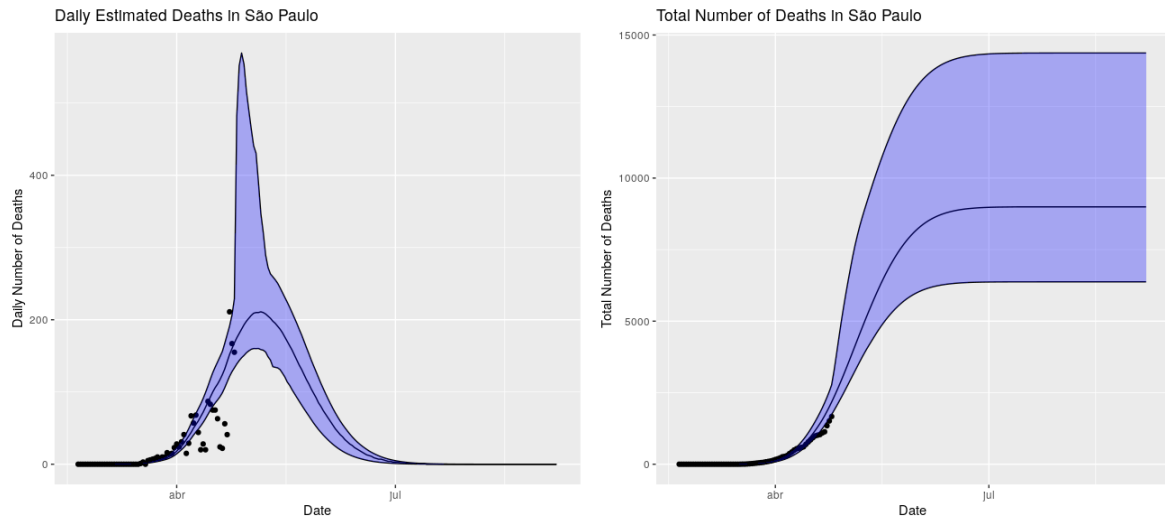 Daily Estimated Deaths in São Paulo
Daily Number of Deaths
400
200
0
abr
jul
Date
Total Number of Deaths in São Paulo
Total Number of Deaths
15000
10000
5000
0
abr
jul
Date